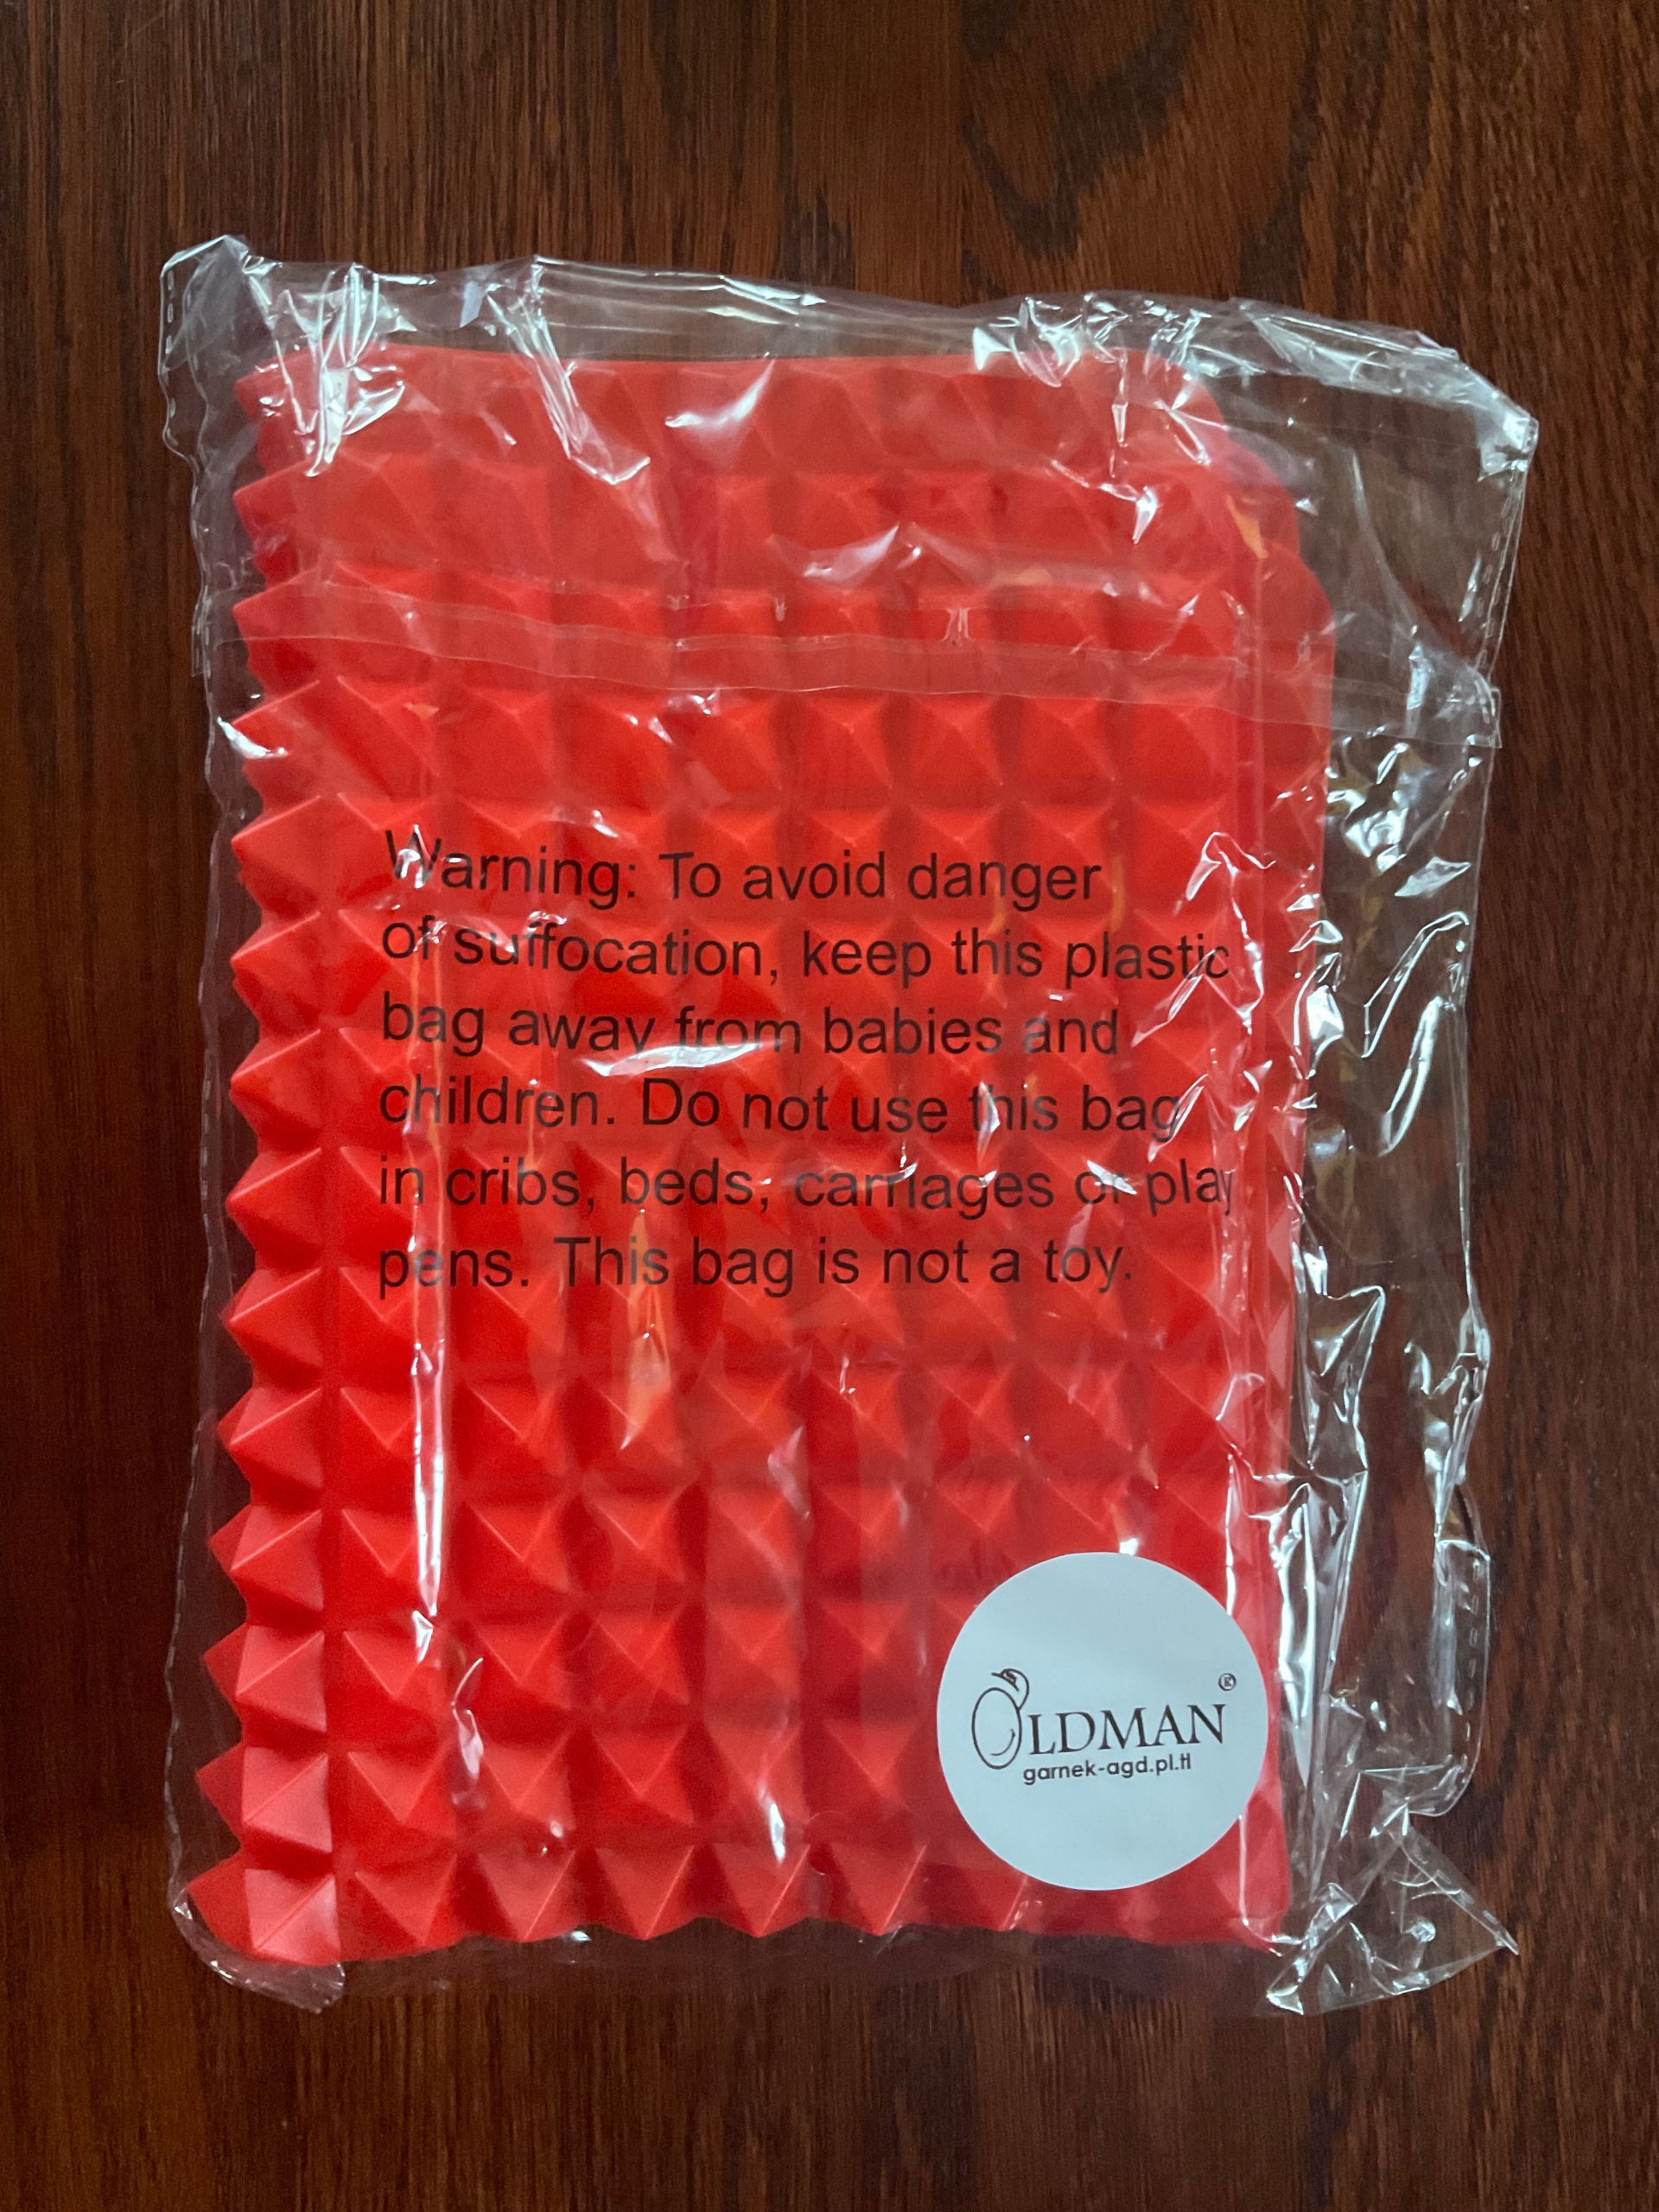 Warning: To avoid danger
of suffocation, keep this plastic
bag away from babies and
children. Do not use this bag
in cribs, beds, carriages or play
pens. This bag is not a toy.
OLDMAN®
garnek-agd.pl.tl